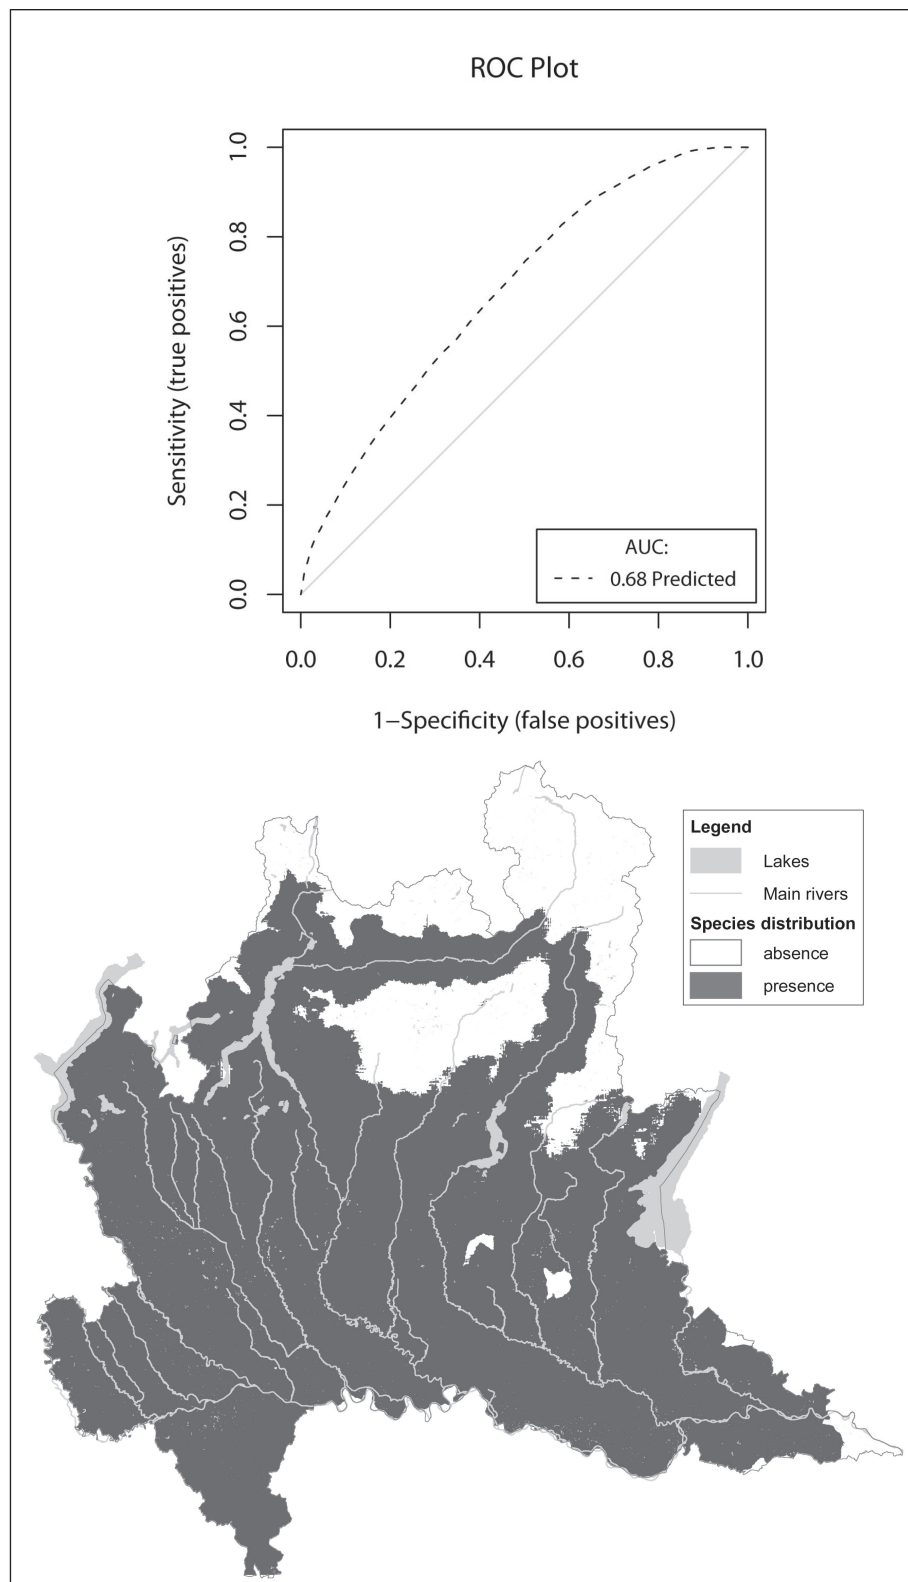 ROC Plot
1.0
0.8
0.6
0.4
0.2
0.0
Sensitivity (true positives)
AUC:
0.68 Predicted
0.0 0.2 0.4 0.6 0.8 1.0
1−Specificity (false positives)
Legend
Lakes
Main rivers
Species distribution
absence
presence